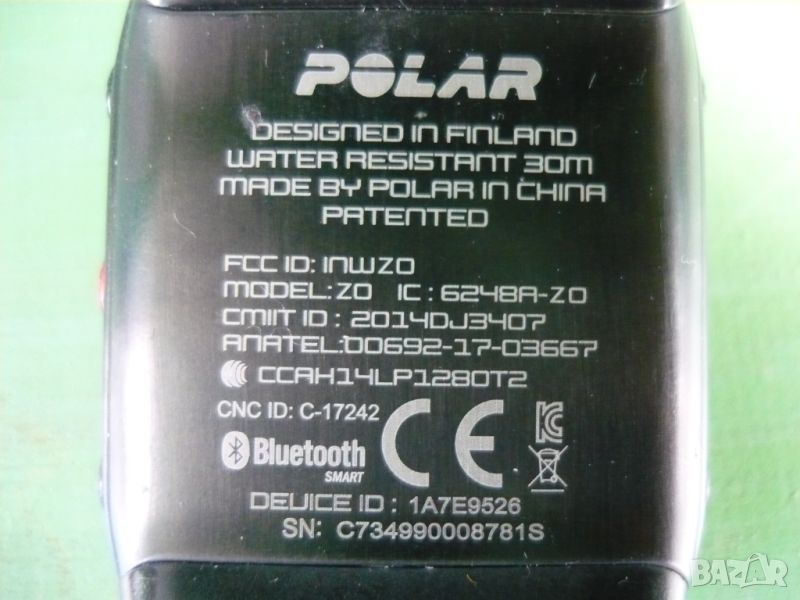 POLAR
DESIGNED IN FINLAND
WATER RESISTANT 30M
MADE BY POLAR IN CHINA
PATENTED
FCC ID: INWZ0
MODEL:Z0 IC : 6248A-Z0
CMIIT ID : 2014DJ3407
ANATEL:00692-17-03667
CCAH14LP1280T2
CNC ID: C-17242
Bluetooth
SMART
CE
DEVICE ID : 1A7E9526
SN: C734990008781S
BAZAR